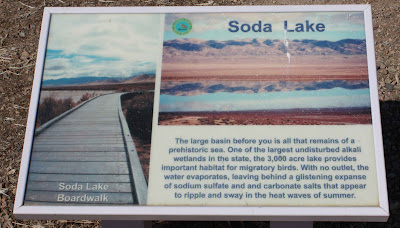 Soda Lake
The large basin before you is all that remains of a
prehistoric sea. One of the largest undisturbed alkali
wetlands in the state, the 3,000 acre lake provides
important habitat for migratory birds. With no outlet, the
water evaporates, leaving behind a glistening expanse
of sodium sulfate and and carbonate salts that appear
to ripple and sway in the heat waves of summer.
Soda Lake
Boardwalk